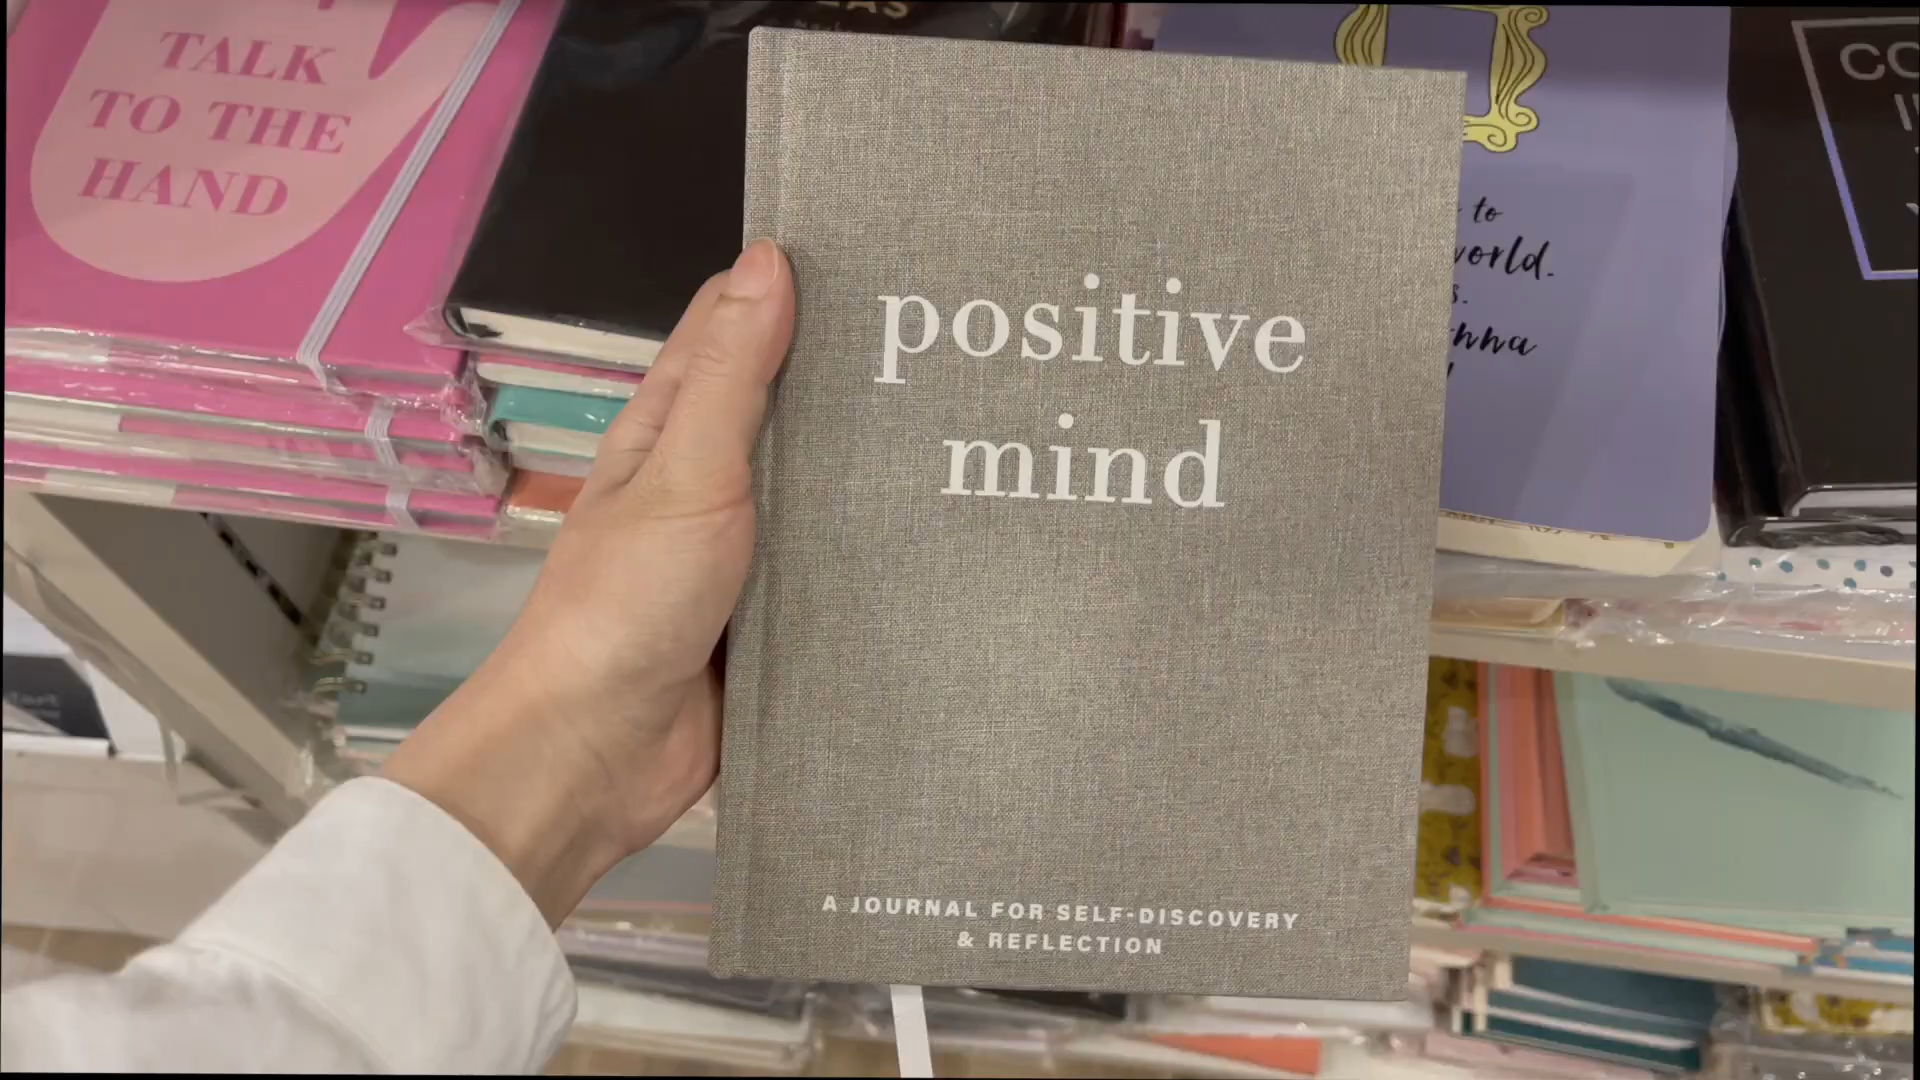 TALK
TO THE
HAND
positive
mind
A JOURNAL FOR SELF-DISCOVERY
& REFLECTION
to
world.